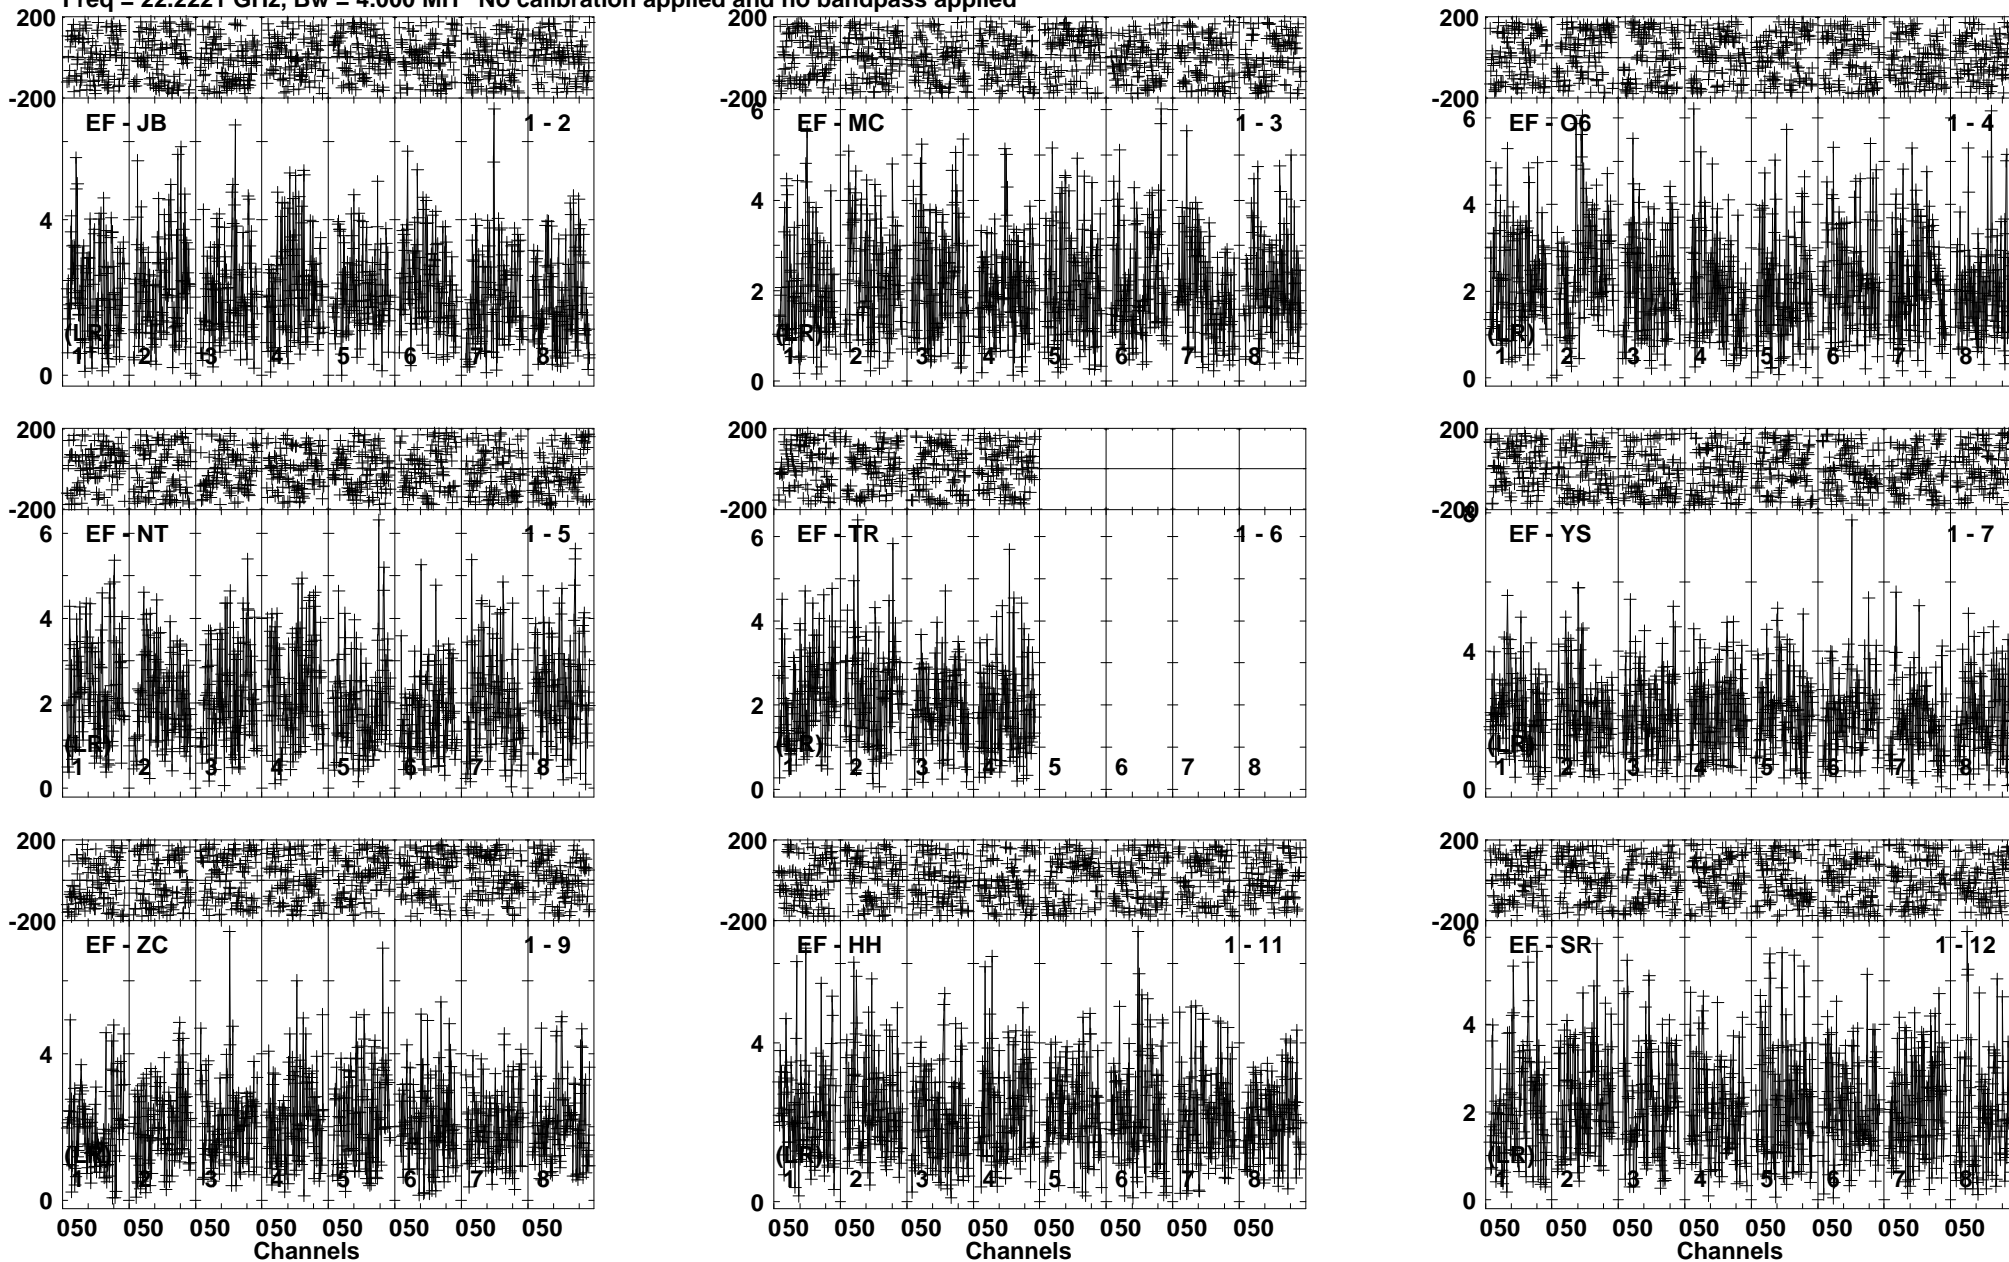 Freq = 22.2221 GHz, Bw = 4.000 MH No calibration applied and no bandpass applied
200 200 200
-200 -200 -200
EF - JB 1 - 2 EF - MC 1 - 3 EF - O6 1 - 4
6 6
4 4 4
2 2
(LR) (LR) (LR)
1 2 3 4 5 6 7 8 1 2 3 4 5 6 7 8 1 2 3 4 5 6 7 8
0 0 0
200 200 200
-200 -200 -200
8
EF - NT 1 - 5 EF - TR 1 - 6 EF - YS 1 - 7
6 6
4 4 4
2 2
(LR) (LR) (LR)
1 2 3 4 5 6 7 8 1 2 3 4 5 6 7 8 1 2 3 4 5 6 7 8
0 0 0
200 200 200
-200 -200 -200
EF - ZC 1 - 9 EF - HH 1 - 11 EF - SR 1 - 12
6
4 4 4
2
(LR) (LR) (LR)
1 2 3 4 5 6 7 8 1 2 3 4 5 6 7 8 1 2 3 4 5 6 7 8
0 0 0
050 050 050 050 050 050 050 050 050 050 050 050 050 050 050 050 050 050 050 050 050 050 050 050
Channels Channels Channels